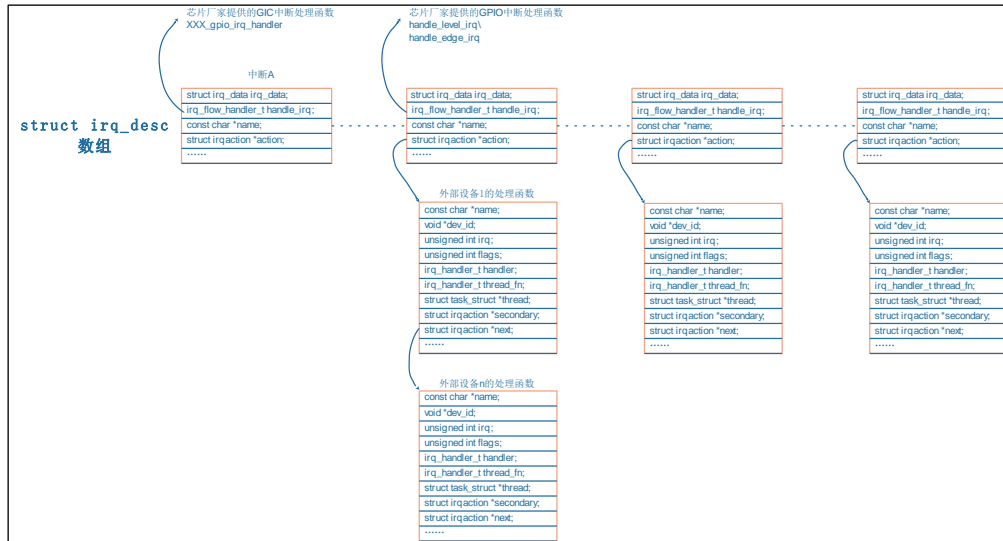 芯片厂家提供的GIC中断处理函数
XXX_gpio_irq_handler
芯片厂家提供的GPIO中断处理函数
handle_level_irq\
handle_edge_irq
中断A
struct irq_desc
数组
struct irq_data irq_data;
irq_flow_handler_t handle_irq;
const char *name;
struct irqaction *action;
......
struct irq_data irq_data;
irq_flow_handler_t handle_irq;
const char *name;
struct irqaction *action;
......
struct irq_data irq_data;
irq_flow_handler_t handle_irq;
const char *name;
struct irqaction *action;
......
struct irq_data irq_data;
irq_flow_handler_t handle_irq;
const char *name;
struct irqaction *action;
......
外部设备1的处理函数
const char *name;
void *dev_id;
unsigned int irq;
unsigned int flags;
irq_handler_t handler;
irq_handler_t thread_fn;
struct task_struct *thread;
struct irqaction *secondary;
struct irqaction *next;
......
const char *name;
void *dev_id;
unsigned int irq;
unsigned int flags;
irq_handler_t handler;
irq_handler_t thread_fn;
struct task_struct *thread;
struct irqaction *secondary;
struct irqaction *next;
......
const char *name;
void *dev_id;
unsigned int irq;
unsigned int flags;
irq_handler_t handler;
irq_handler_t thread_fn;
struct task_struct *thread;
struct irqaction *secondary;
struct irqaction *next;
......
外部设备n的处理函数
const char *name;
void *dev_id;
unsigned int irq;
unsigned int flags;
irq_handler_t handler;
irq_handler_t thread_fn;
struct task_struct *thread;
struct irqaction *secondary;
struct irqaction *next;
......